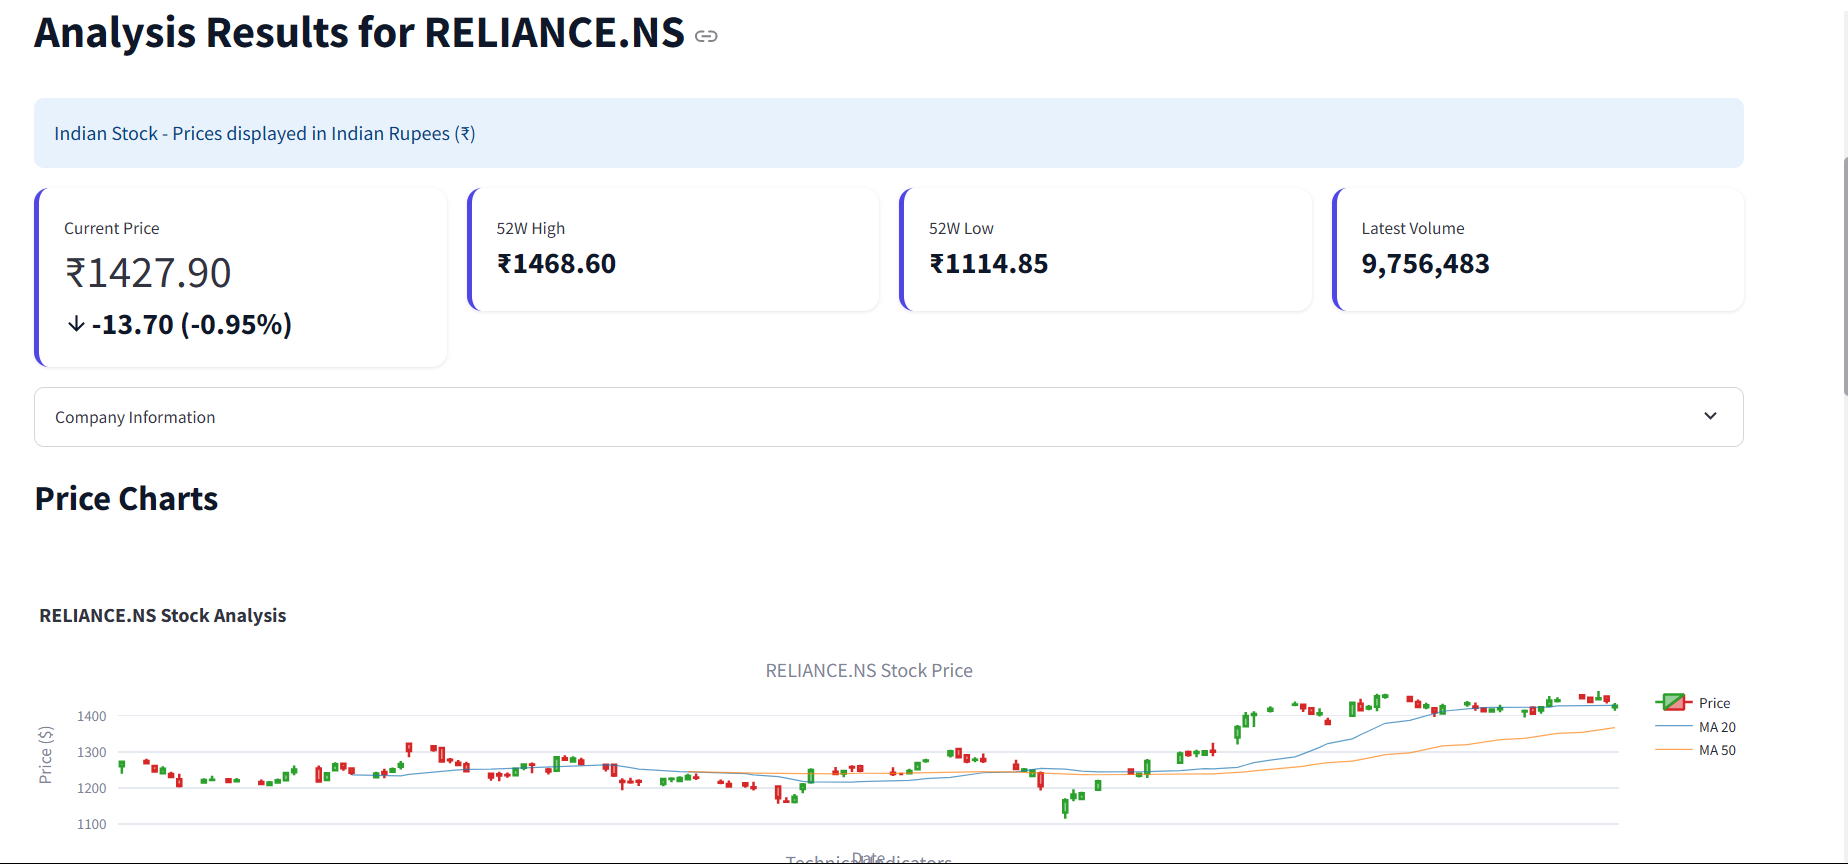 Analysis Results for RELIANCE.NS
Indian Stock - Prices displayed in Indian Rupees (₹)
Current Price
₹1427.90
↓ -13.70 (-0.95%)
52W High
₹1468.60
52W Low
₹1114.85
Latest Volume
9,756,483
Company Information
Price Charts
RELIANCE.NS Stock Analysis
RELIANCE.NS Stock Price
Price ($)
1400
1300
1200
1100
Price
MA 20
MA 50
Date
Technical Indicators